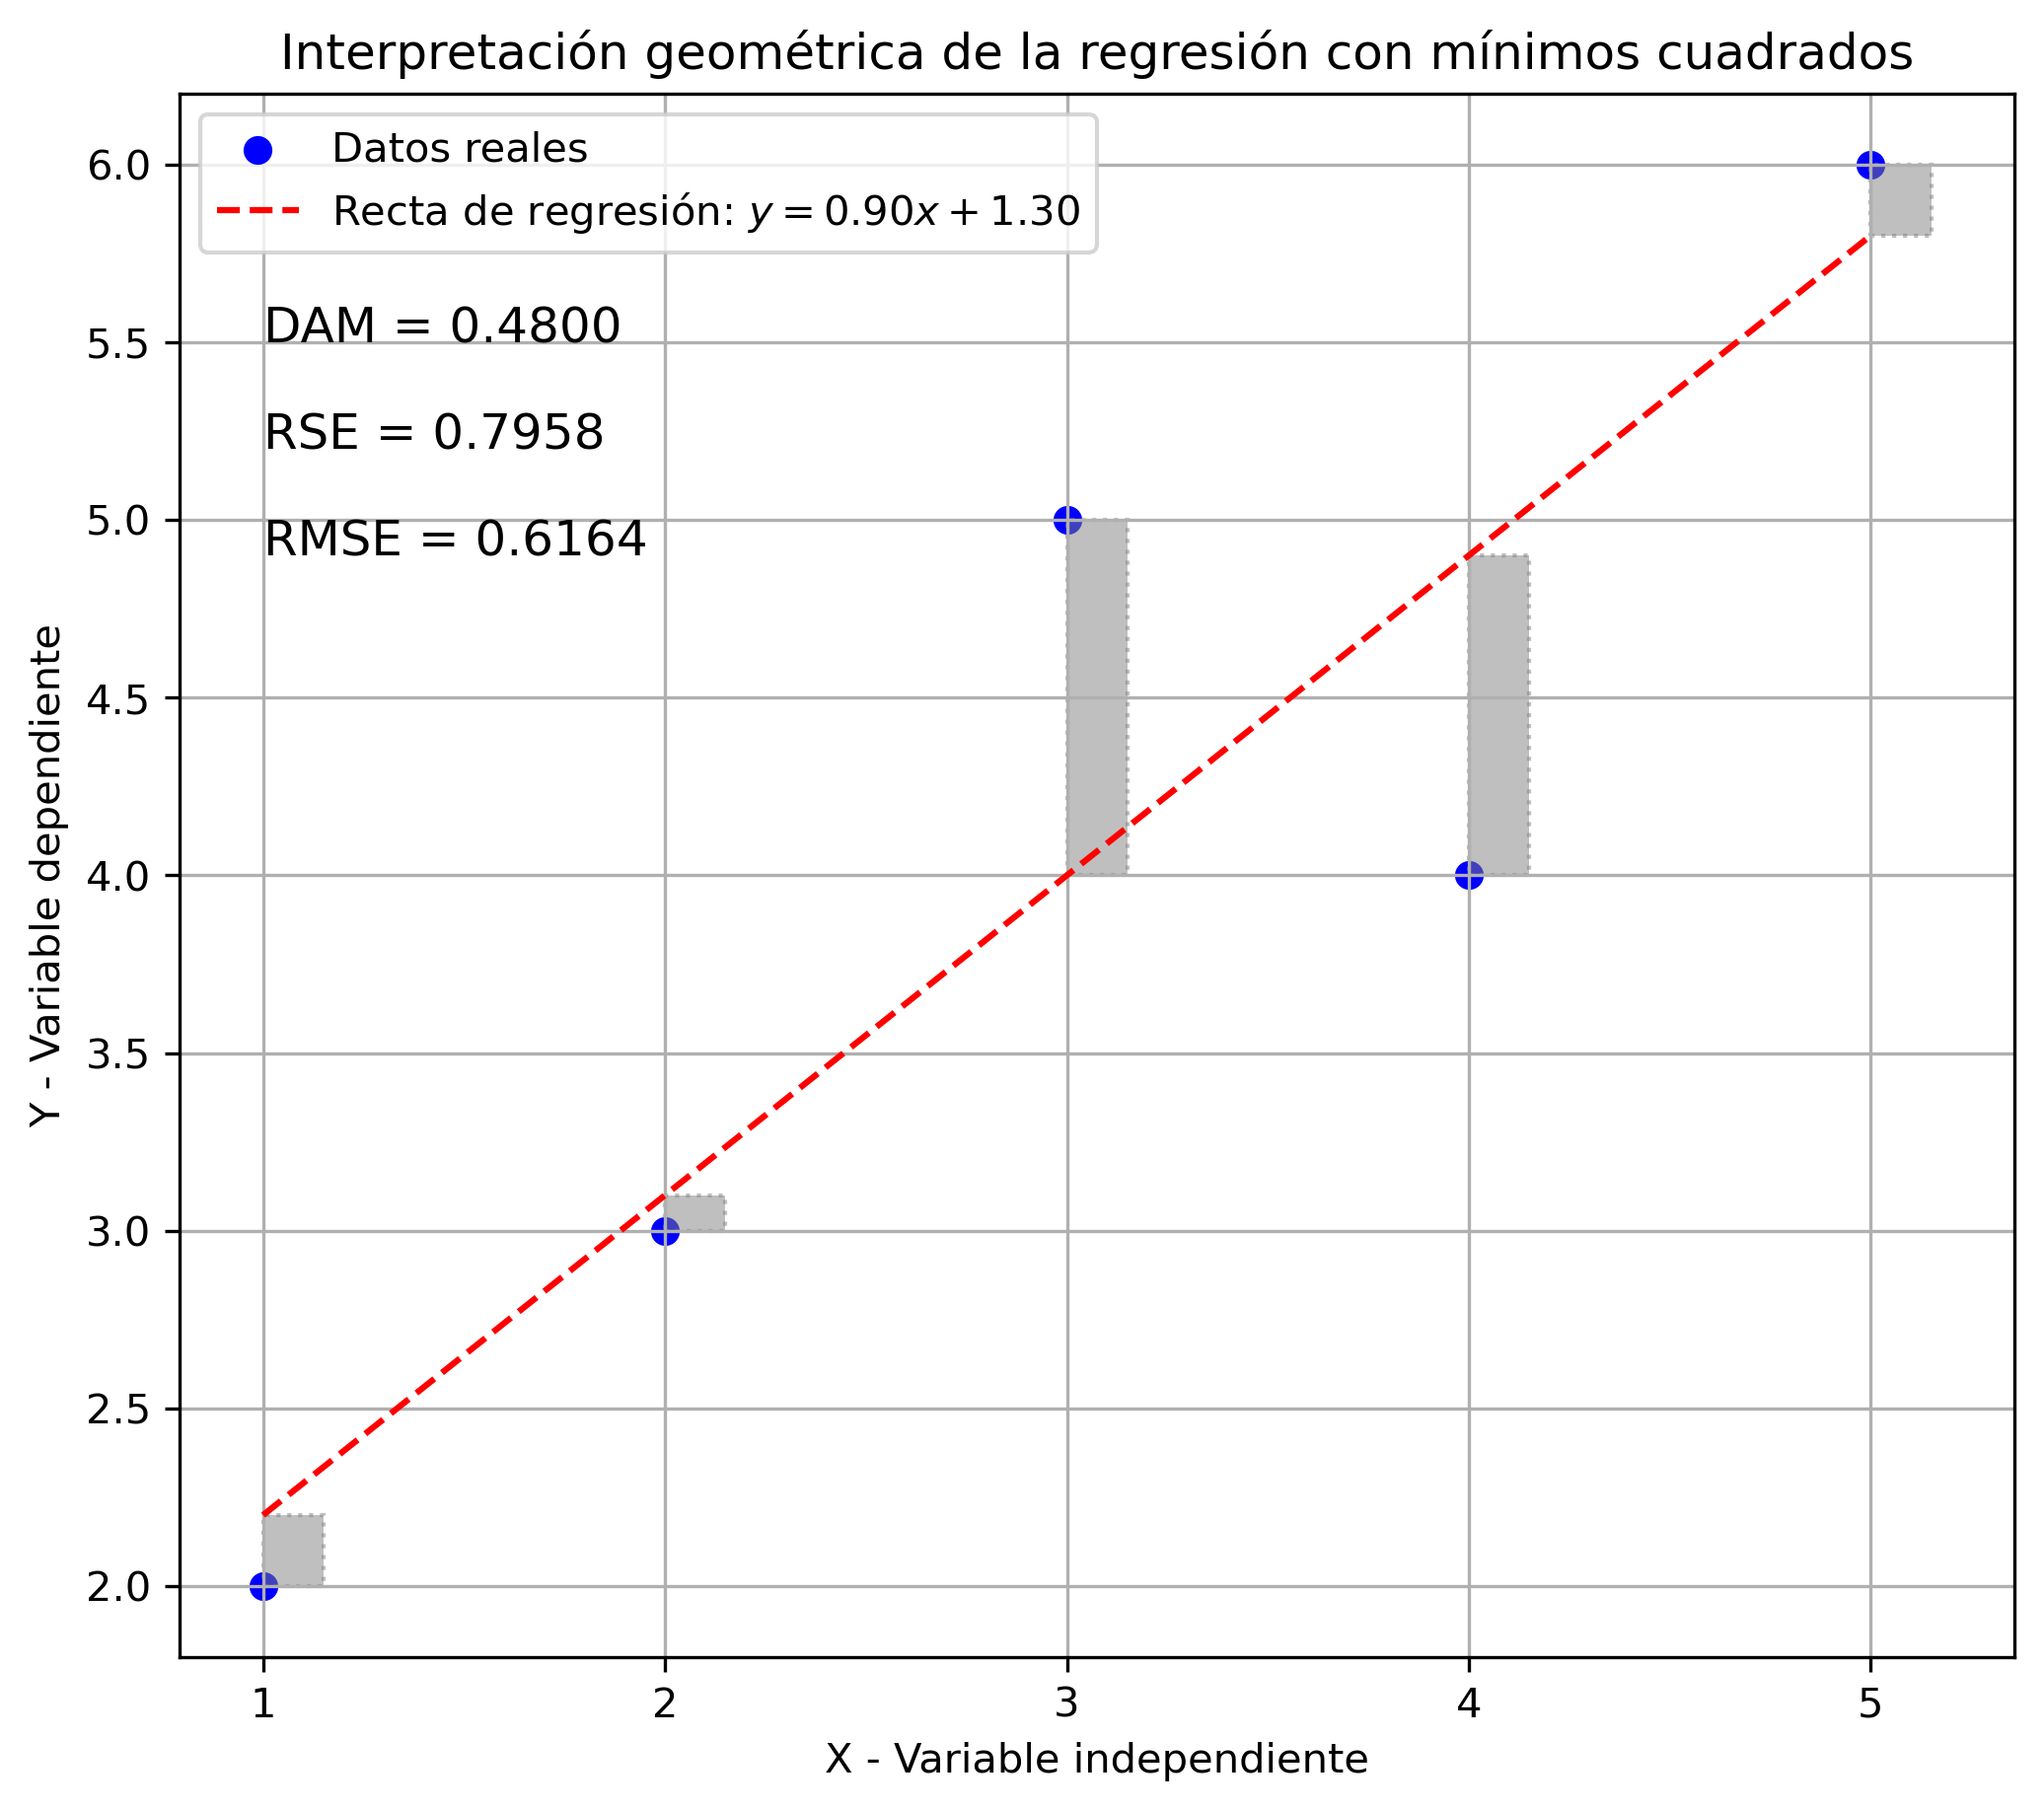 Interpretación geométrica de la regresión con mínimos cuadrados
Datos reales
Recta de regresión: y = 0.90x + 1.30
DAM = 0.4800
RSE = 0.7958
RMSE = 0.6164
Y - Variable dependiente
6.0
5.5
5.0
4.5
4.0
3.5
3.0
2.5
2.0
1 2 3 4 5
X - Variable independiente